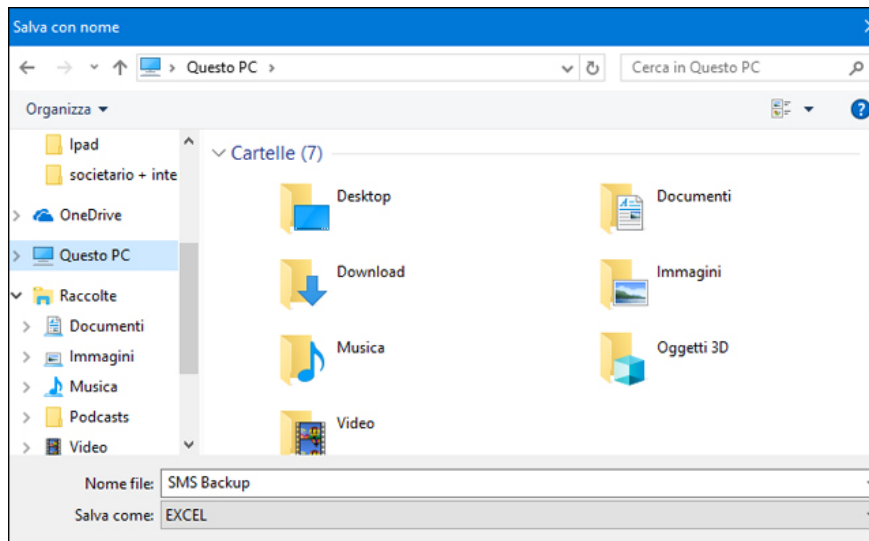 Salva con nome
Questo PC
Cerca in Questo PC
Organizza
Ipad
societario + inte
OneDrive
Questo PC
Raccolte
Documenti
Immagini
Musica
Podcasts
Video
Cartelle (7)
Desktop
Documenti
Download
Immagini
Musica
Oggetti 3D
Video
Nome file: SMS Backup
Salva come: EXCEL